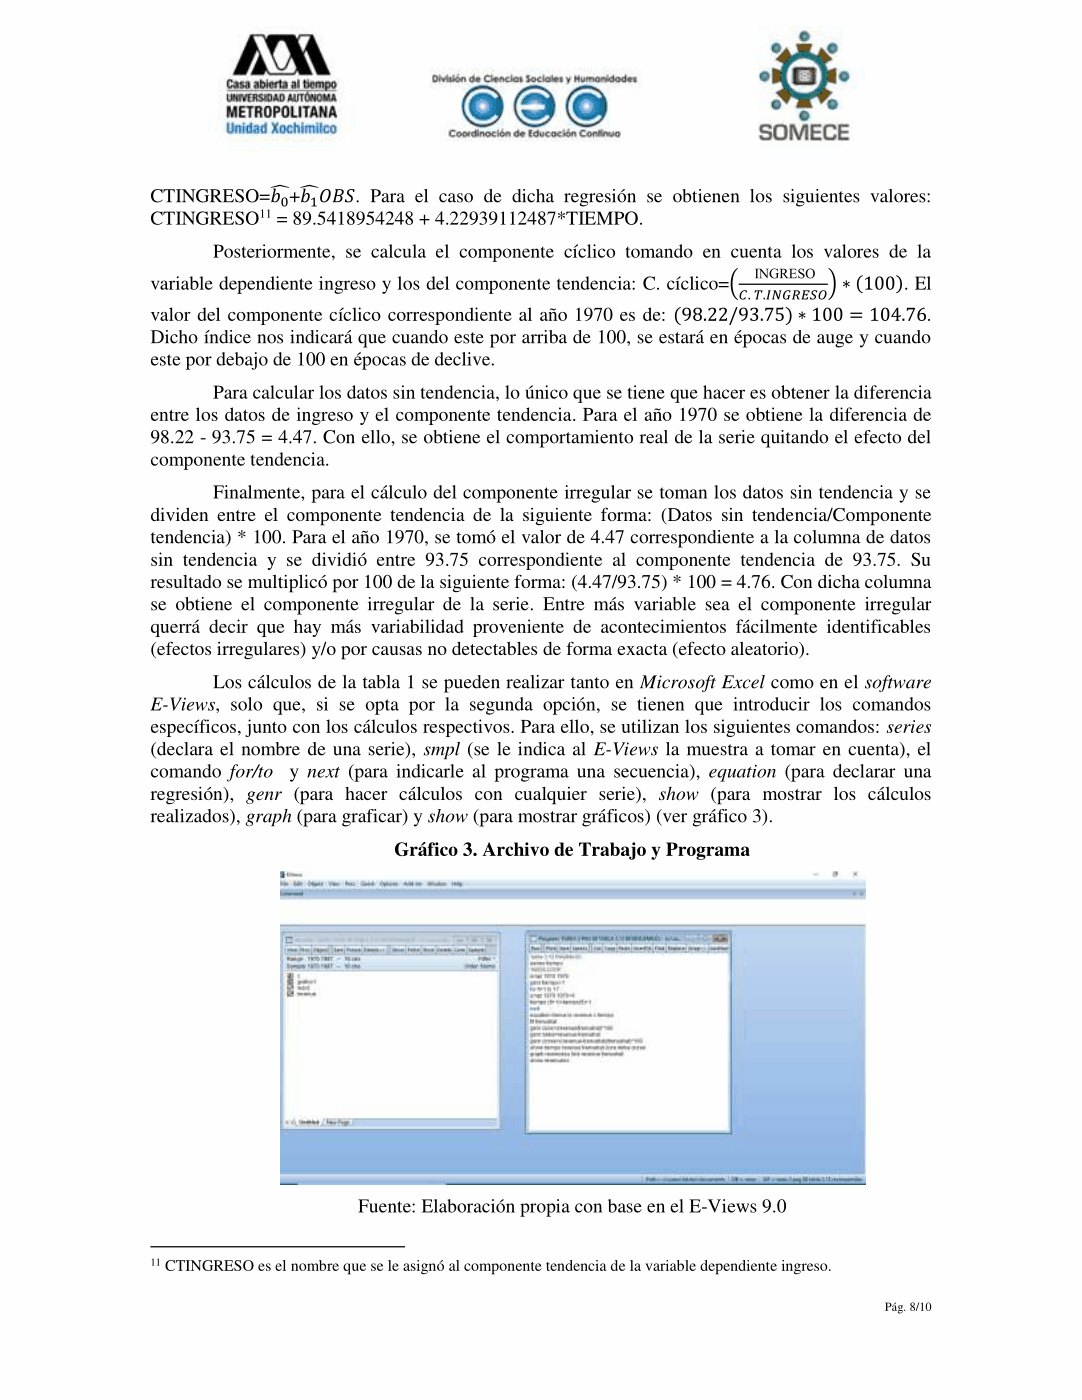 Casa abierta al tiempo
UNIVERSIDAD AUTÓNOMA
METROPOLITANA
Unidad Xochimilco
División de Ciencias Sociales y Humanidades
Coordinación de Educación Continua
SOMECE
CTINGRESO=b̂₀+b̂₁OBS. Para el caso de dicha regresión se obtienen los siguientes valores:
CTINGRESO¹¹ = 89.5418954248 + 4.22939112487*TIEMPO.
Posteriormente, se calcula el componente cíclico tomando en cuenta los valores de la
variable dependiente ingreso y los del componente tendencia: C. cíclico=(INGRESO/C.T.INGRESO) ∗ (100). El
valor del componente cíclico correspondiente al año 1970 es de: (98.22/93.75) ∗ 100 = 104.76.
Dicho índice nos indicará que cuando este por arriba de 100, se estará en épocas de auge y cuando
este por debajo de 100 en épocas de declive.
Para calcular los datos sin tendencia, lo único que se tiene que hacer es obtener la diferencia
entre los datos de ingreso y el componente tendencia. Para el año 1970 se obtiene la diferencia de
98.22 - 93.75 = 4.47. Con ello, se obtiene el comportamiento real de la serie quitando el efecto del
componente tendencia.
Finalmente, para el cálculo del componente irregular se toman los datos sin tendencia y se
dividen entre el componente tendencia de la siguiente forma: (Datos sin tendencia/Componente
tendencia) * 100. Para el año 1970, se tomó el valor de 4.47 correspondiente a la columna de datos
sin tendencia y se dividió entre 93.75 correspondiente al componente tendencia de 93.75. Su
resultado se multiplicó por 100 de la siguiente forma: (4.47/93.75) * 100 = 4.76. Con dicha columna
se obtiene el componente irregular de la serie. Entre más variable sea el componente irregular
querrá decir que hay más variabilidad proveniente de acontecimientos fácilmente identificables
(efectos irregulares) y/o por causas no detectables de forma exacta (efecto aleatorio).
Los cálculos de la tabla 1 se pueden realizar tanto en Microsoft Excel como en el software
E-Views, solo que, si se opta por la segunda opción, se tienen que introducir los comandos
específicos, junto con los cálculos respectivos. Para ello, se utilizan los siguientes comandos: series
(declara el nombre de una serie), smpl (se le indica al E-Views la muestra a tomar en cuenta), el
comando for/to y next (para indicarle al programa una secuencia), equation (para declarar una
regresión), genr (para hacer cálculos con cualquier serie), show (para mostrar los cálculos
realizados), graph (para graficar) y show (para mostrar gráficos) (ver gráfico 3).
Gráfico 3. Archivo de Trabajo y Programa
File Edit Object View Proc Quick Options Add-ins Window Help
Command
Fuente: Elaboración propia con base en el E-Views 9.0
¹¹ CTINGRESO es el nombre que se le asignó al componente tendencia de la variable dependiente ingreso.
Pág. 8/10